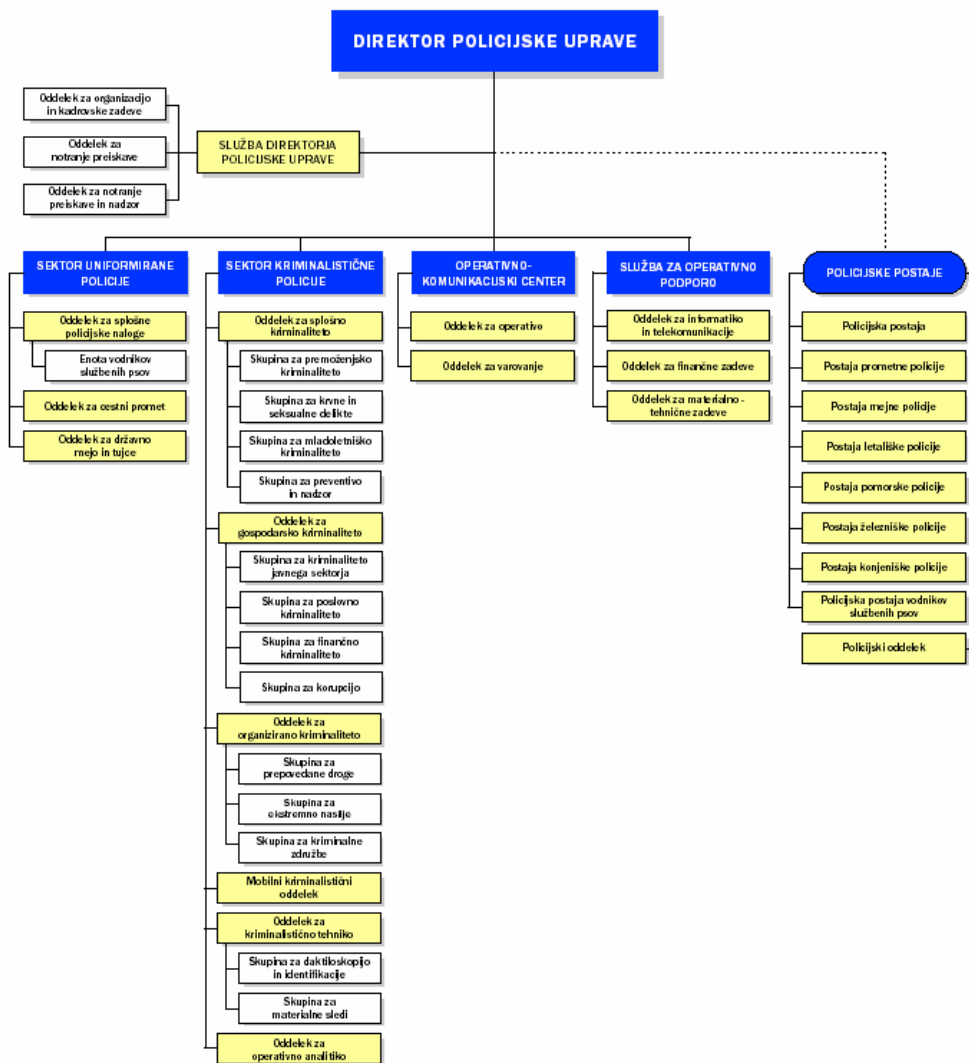 DIREKTOR POLICIJSKE UPRAVE
Oddelek za organizacijo
in kadrovske zadeve
Oddelek za
notranje preiskave
Oddelek za notranje
preiskave in nadzor
SLUŽBA DIREKTORJA
POLICIJSKE UPRAVE
SEKTOR UNIFORMIRANE
POLICIJE
Oddelek za splošne
policijske naloge
Enota vodnikov
službenih psov
Oddelek za cestni promet
Oddelek za državno
mejo in tujce
SEKTOR KRIMINALISTIČNE
POLICIJE
Oddelek za splošno
kriminaliteto
Skupina za premoženjsko
kriminaliteto
Skupina za krvne in
seksualne delikte
Skupina za mladoletniško
kriminaliteto
Skupina za preventivo
in nadzor
Oddelek za
gospodarsko kriminaliteto
Skupina za kriminaliteto
javnega sektorja
Skupina za poslovno
kriminaliteto
Skupina za finančno
kriminaliteto
Skupina za korupcijo
Oddelek za
organizirano kriminaliteto
Skupina za
prepovedane droge
Skupina za
ekstremno nasilje
Skupina za kriminalne
združbe
Mobilni kriminalistični
oddelek
Oddelek za
kriminalistično tehniko
Skupina za daktiloskopijo
in identifikacije
Skupina za
materialne sledi
Oddelek za
operativno analitiko
OPERATIVNO-
KOMUNIKACIJSKI CENTER
Oddelek za operativo
Oddelek za varovanje
SLUŽBA ZA OPERATIVNO
PODPORO
Oddelek za informatiko
in telekomunikacije
Oddelek za finančne zadeve
Oddelek za materialno -
tehnične zadeve
POLICIJSKE POSTAJE
Policijska postaja
Postaja prometne policije
Postaja mejne policije
Postaja letališke policije
Postaja pomorske policije
Postaja železniške policije
Postaja konjeniške policije
Policijska postaja vodnikov
službenih psov
Policijski oddelek